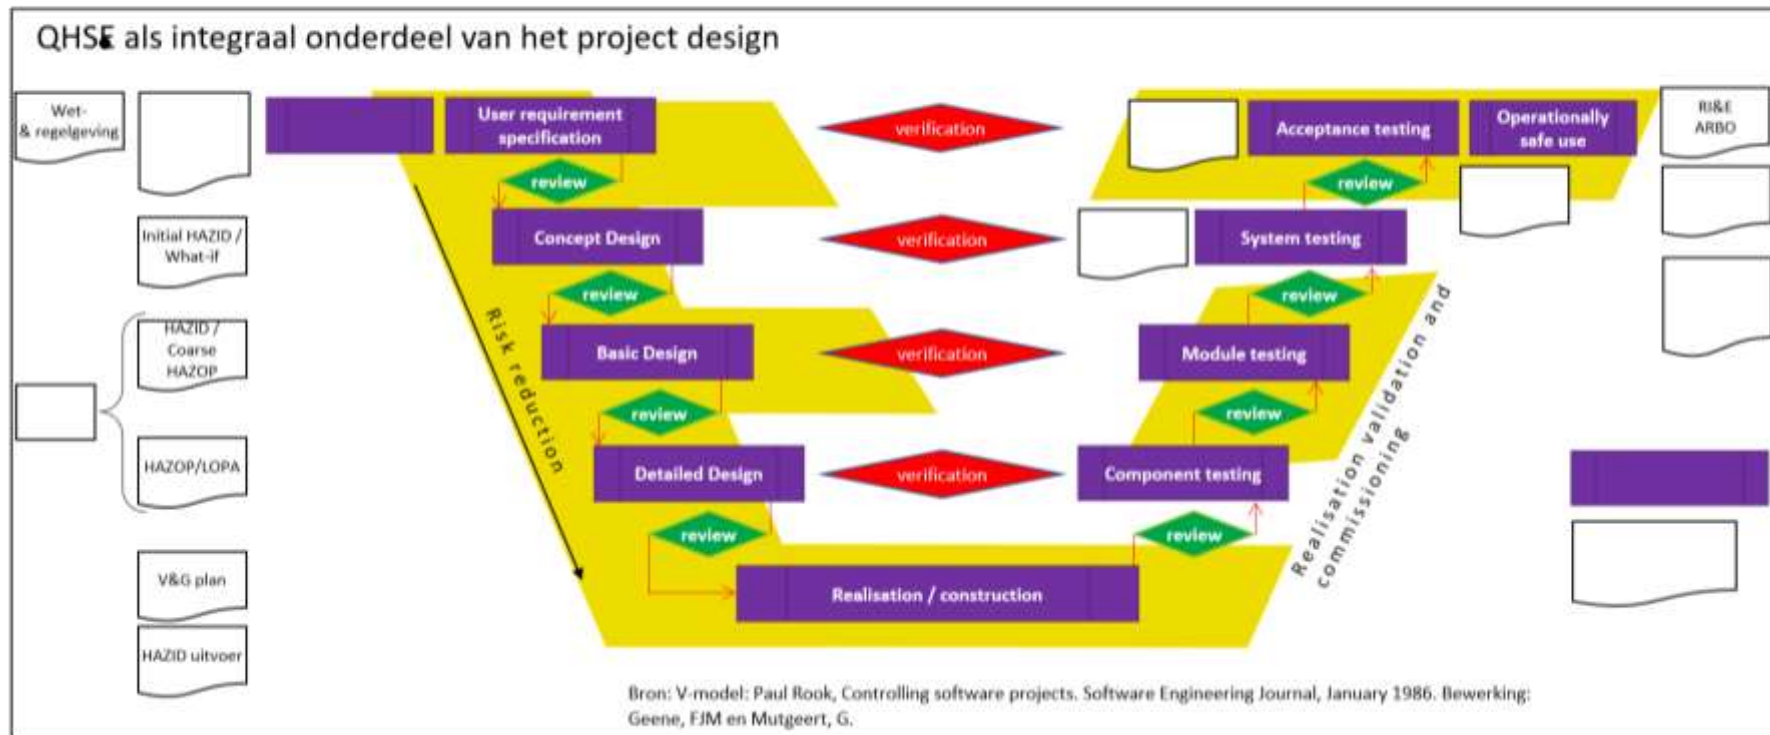 QHSE als integraal onderdeel van het project design
Wet-
& regelgeving
User requirement
specification
verification
Acceptance testing
Operationally
safe use
RI&E
ARBO
review
review
Initial HAZID /
What-if
Concept Design
verification
System testing
review
review
HAZID /
Coarse
HAZOP
Risk reduction
Basic Design
verification
Module testing
Realisation validation and
commissioning
review
review
HAZOP/LOPA
Detailed Design
verification
Component testing
review
review
V&G plan
Realisation / construction
HAZID uitvoer
Bron: V-model: Paul Rook, Controlling software projects. Software Engineering Journal, January 1986. Bewerking:
Geene, FJM en Mutgeert, G.